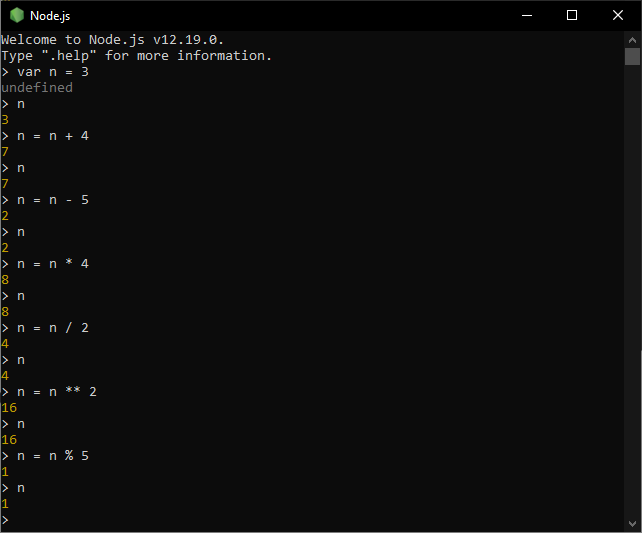 Node.js
Welcome to Node.js v12.19.0.
Type ".help" for more information.
> var n = 3
undefined
> n
3
> n = n + 4
7
> n
7
> n = n - 5
2
> n
2
> n = n * 4
8
> n
8
> n = n / 2
4
> n
4
> n = n ** 2
16
> n
16
> n = n % 5
1
> n
1
>